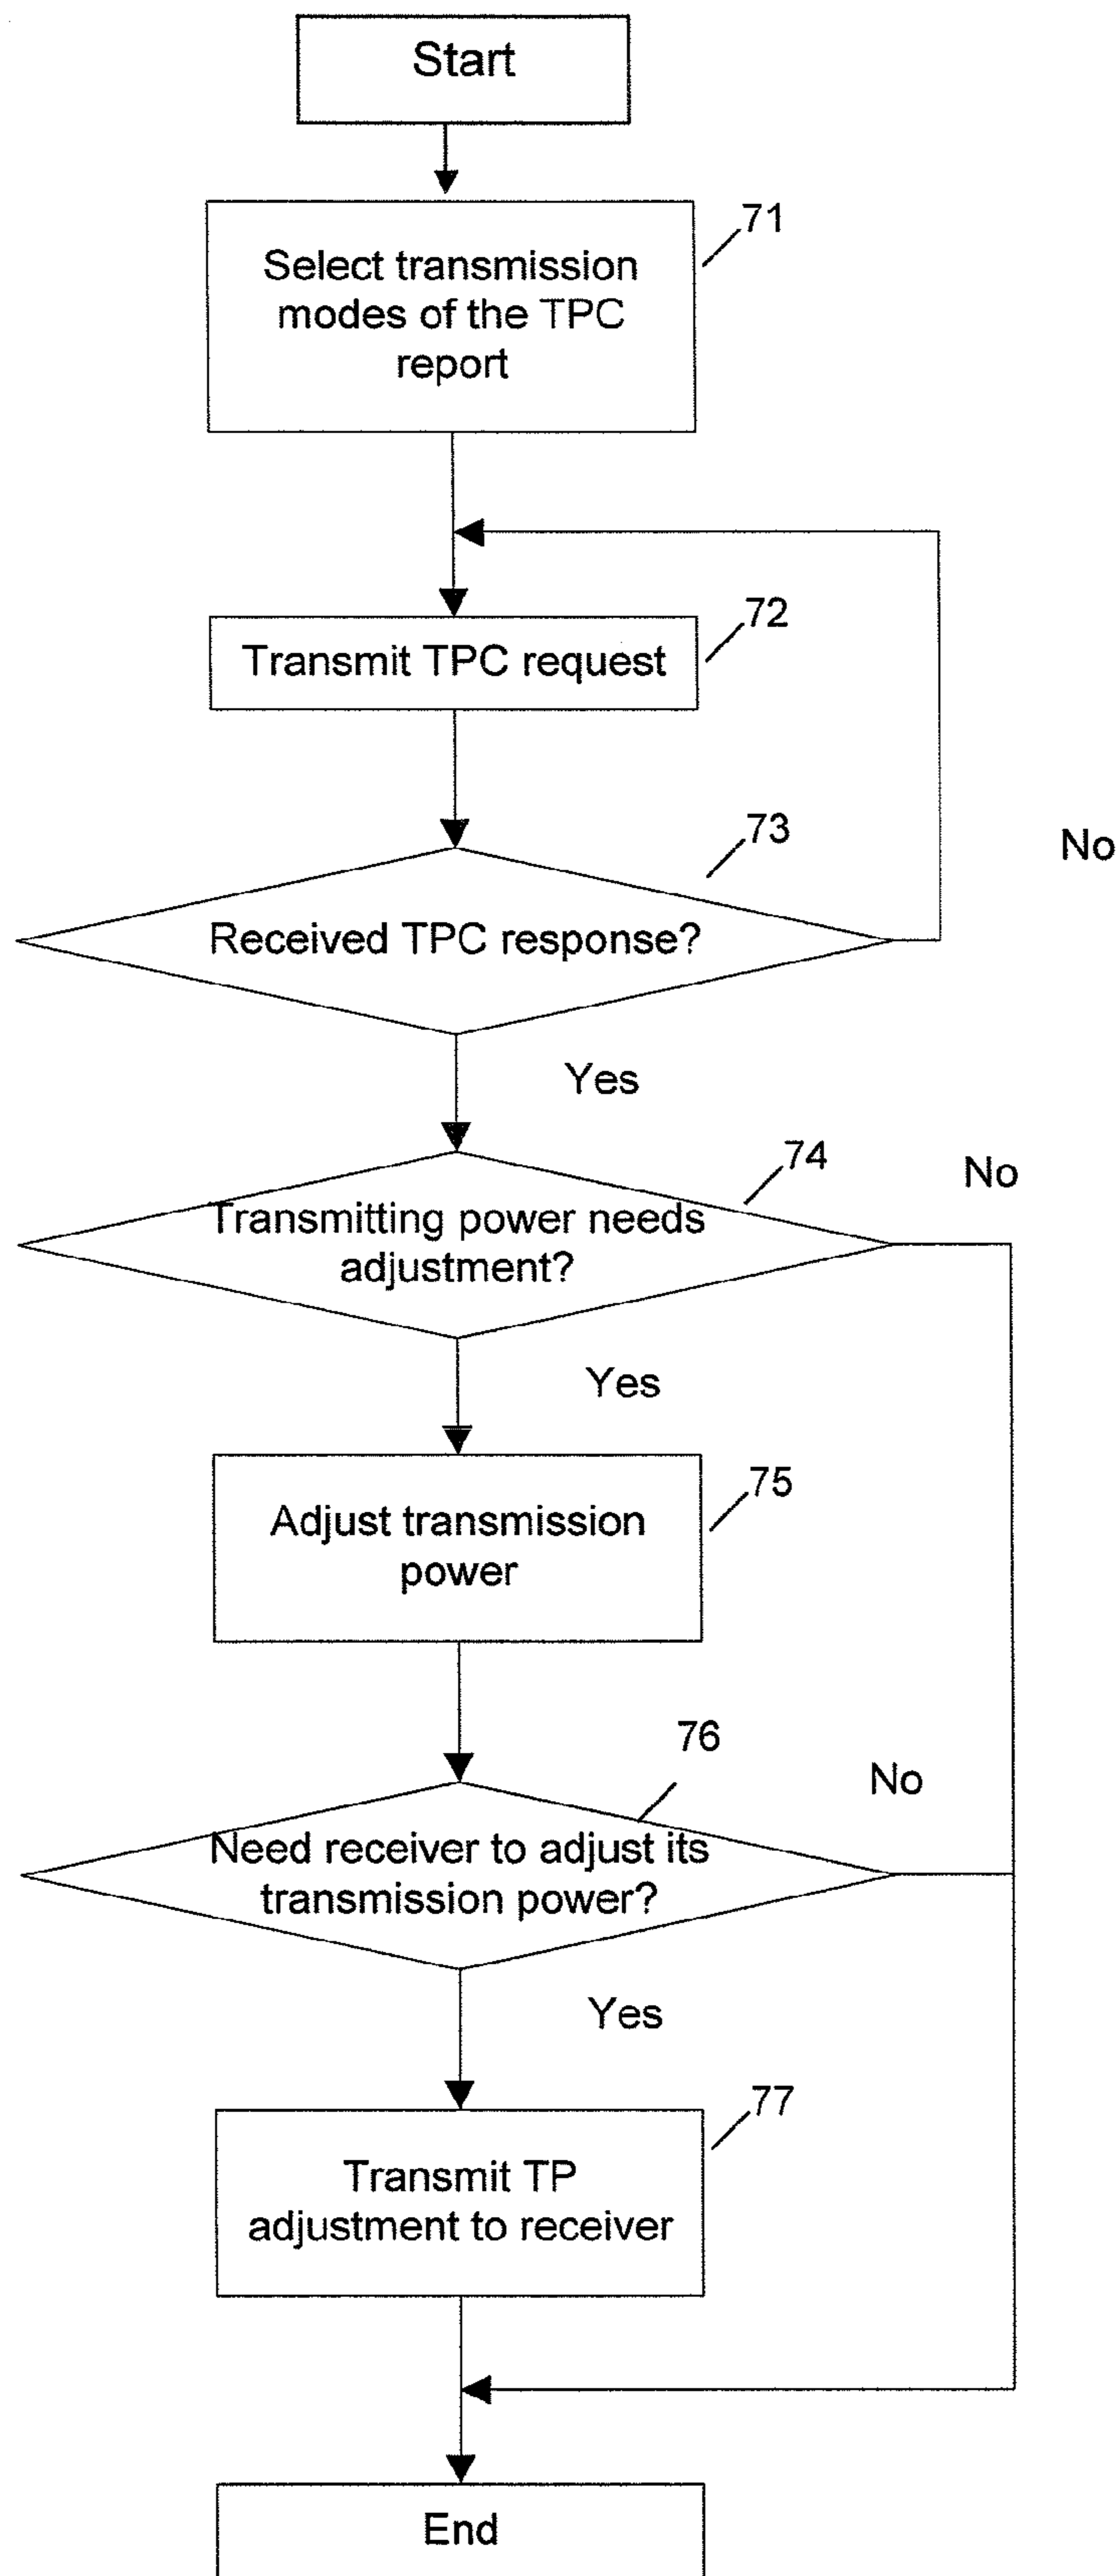 Start
71
Select transmission
modes of the TPC
report
72
Transmit TPC request
73
No
Received TPC response?
Yes
74
No
Transmitting power needs
adjustment?
Yes
75
Adjust transmission
power
76
No
Need receiver to adjust its
transmission power?
Yes
77
Transmit TP
adjustment to receiver
End